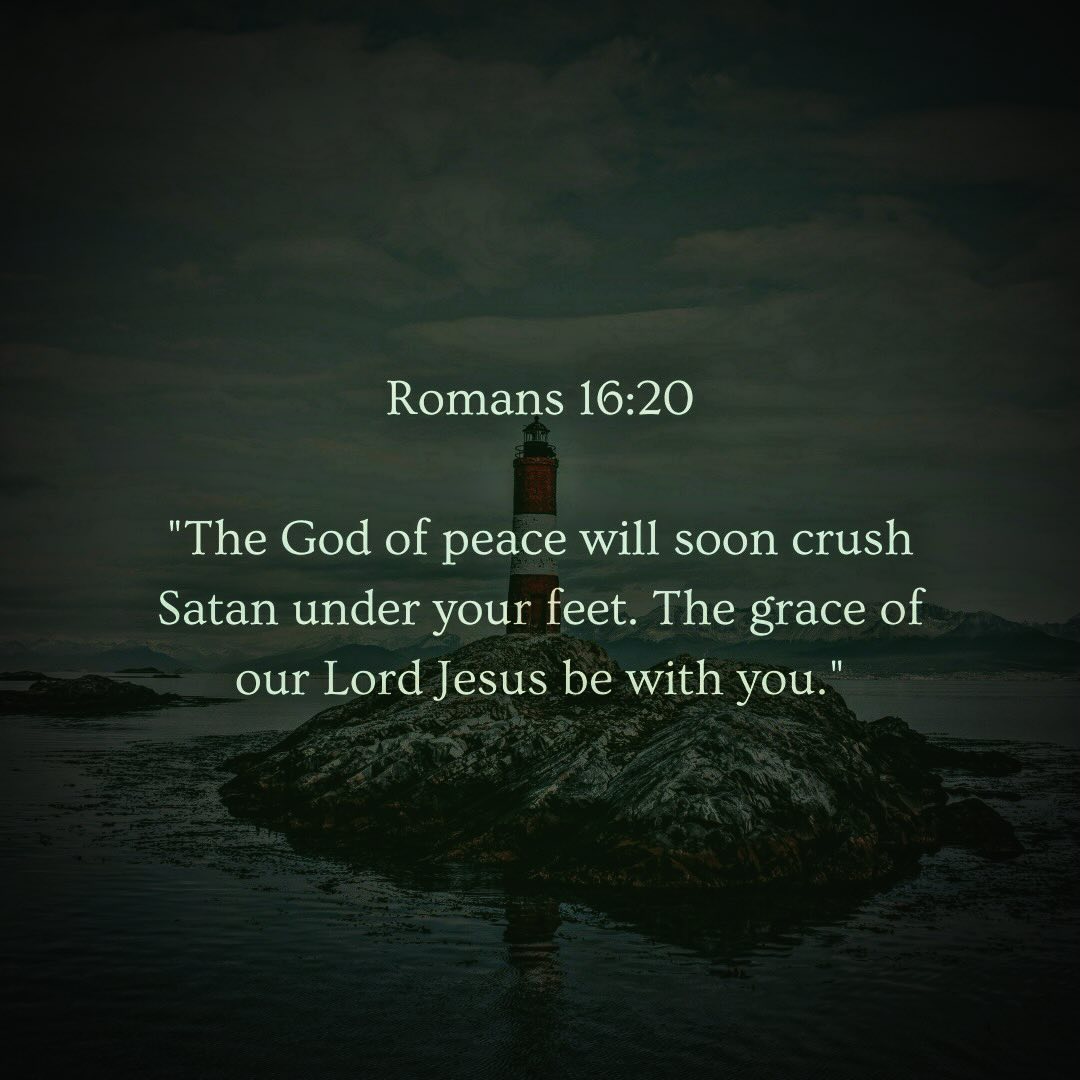 Romans 16:20
"The God of peace will soon crush
Satan under your feet. The grace of
our Lord Jesus be with you."